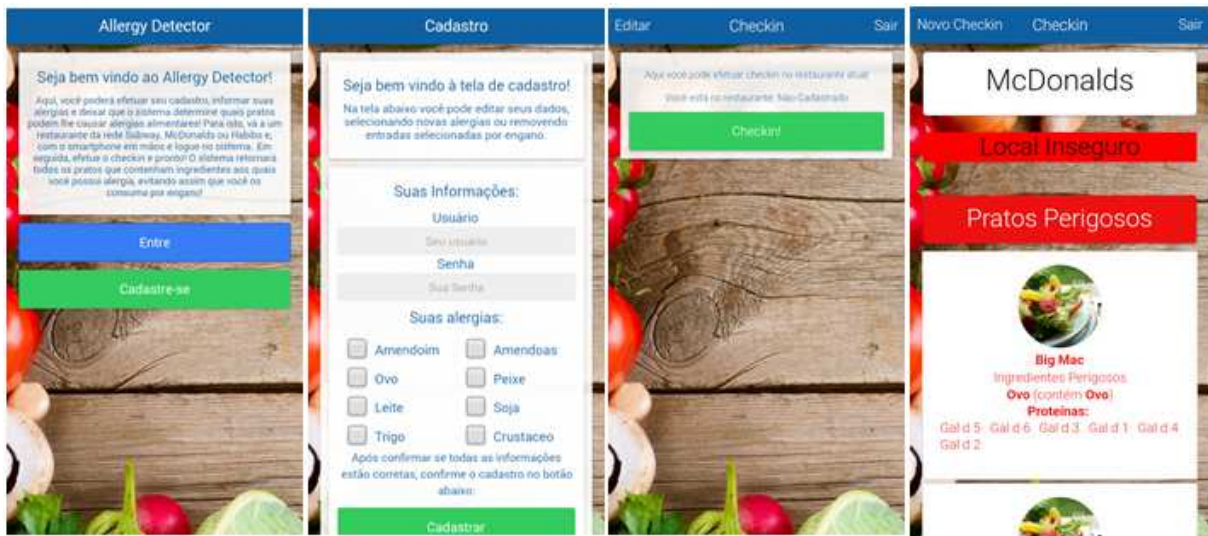 Allergy Detector
Seja bem vindo ao Allergy Detector!
Aqui, você poderá efetuar seu cadastro, informar suas
alergias e deixar que o sistema determine quais pratos
podem lhe causar alergias alimentares! Para isto, vá a um
restaurante da rede Subway, McDonalds ou Habibs e,
com o smartphone em mãos e logue no sistema. Em
seguida, efetue o checkin e pronto! O sistema retornará
todos os pratos que contenham ingredientes aos quais
você possui alergia, evitando assim que você os
consuma por engano!
Entre
Cadastre-se
Cadastro
Seja bem vindo à tela de cadastro!
Na tela abaixo você pode editar seus dados,
selecionando novas alergias ou removendo
entradas selecionadas por engano.
Suas Informações:
Usuário
Seu usuário
Senha
Sua Senha
Suas alergias:
Amendoim Amendoas
Ovo Peixe
Leite Soja
Trigo Crustaceo
Após confirmar se todas as informações
estão corretas, confirme o cadastro no botão
abaixo:
Cadastrar
Editar Checkin Sair
Aqui você pode efetuar checkin no restaurante atual!
Você está no restaurante: Não Cadastrado
Checkin!
Novo Checkin Checkin Sair
McDonalds
Local Inseguro
Pratos Perigosos
Big Mac
Ingredientes Perigosos
Ovo (contém Ovo)
Proteínas:
Gal d 5 Gal d 6 Gal d 3 Gal d 1 Gal d 4
Gal d 2